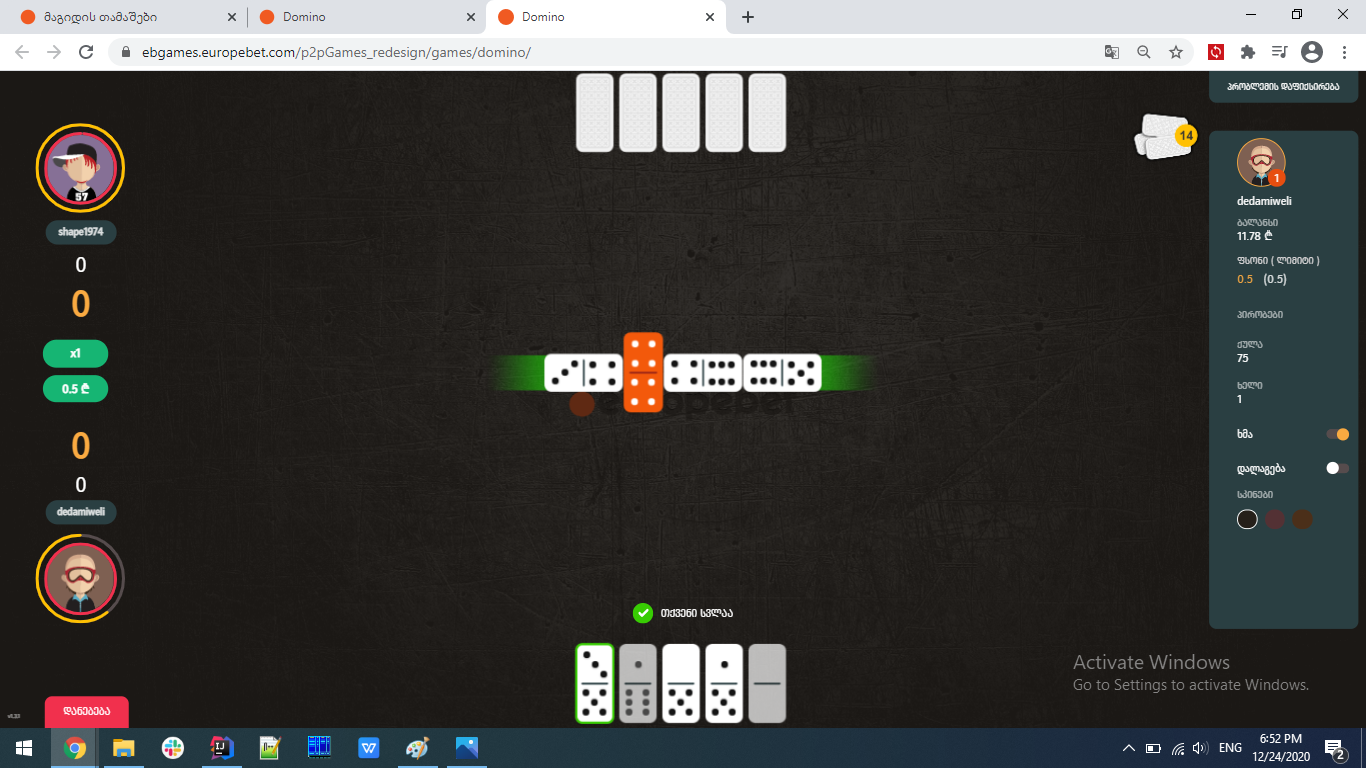 მაგიდის თამაშები
Domino
Domino
ebgames.europebet.com/p2pGames_redesign/games/domino/
პრობლემის დაფიქსირება
14
57
1
shape1974
dedamiweli
0
ბალანსი
11.78 ₾
0
ფსონი ( ლიმიტი )
0.5 (0.5)
პირობები
x1
ქულა
75
0.5 ₾
ხელი
1
europebet
0
ხმა
0
დალაგება
dedamiweli
სკინები
თქვენი სვლაა
Activate Windows
Go to Settings to activate Windows.
დანებება
ENG
6:52 PM
12/24/2020
2